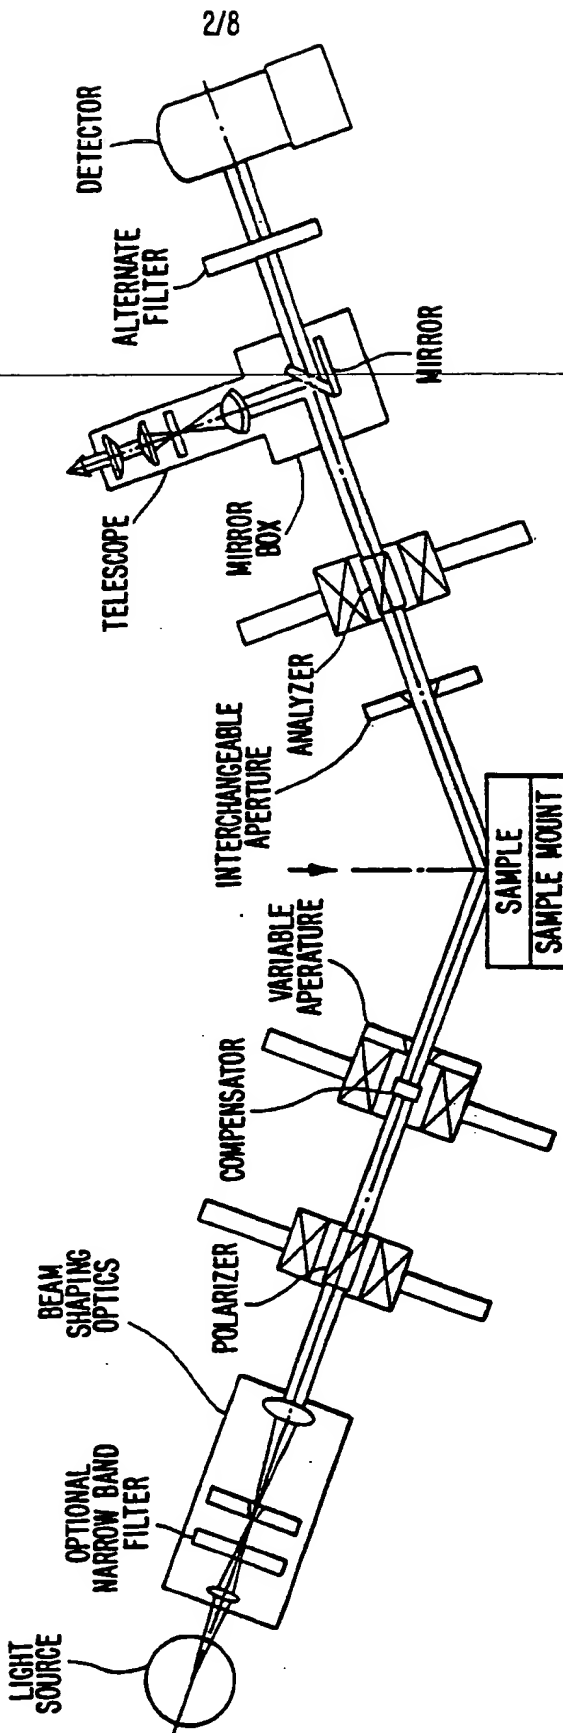 2/8
LIGHT
SOURCE
OPTIONAL
NARROW BAND
FILTER
BEAM
SHAPING
OPTICS
POLARIZER
COMPENSATOR
VARIABLE
APERATURE
SAMPLE
SAMPLE MOUNT
INTERCHANGEABLE
APERTURE
ANALYZER
MIRROR
BOX
TELESCOPE
MIRROR
ALTERNATE
FILTER
DETECTOR